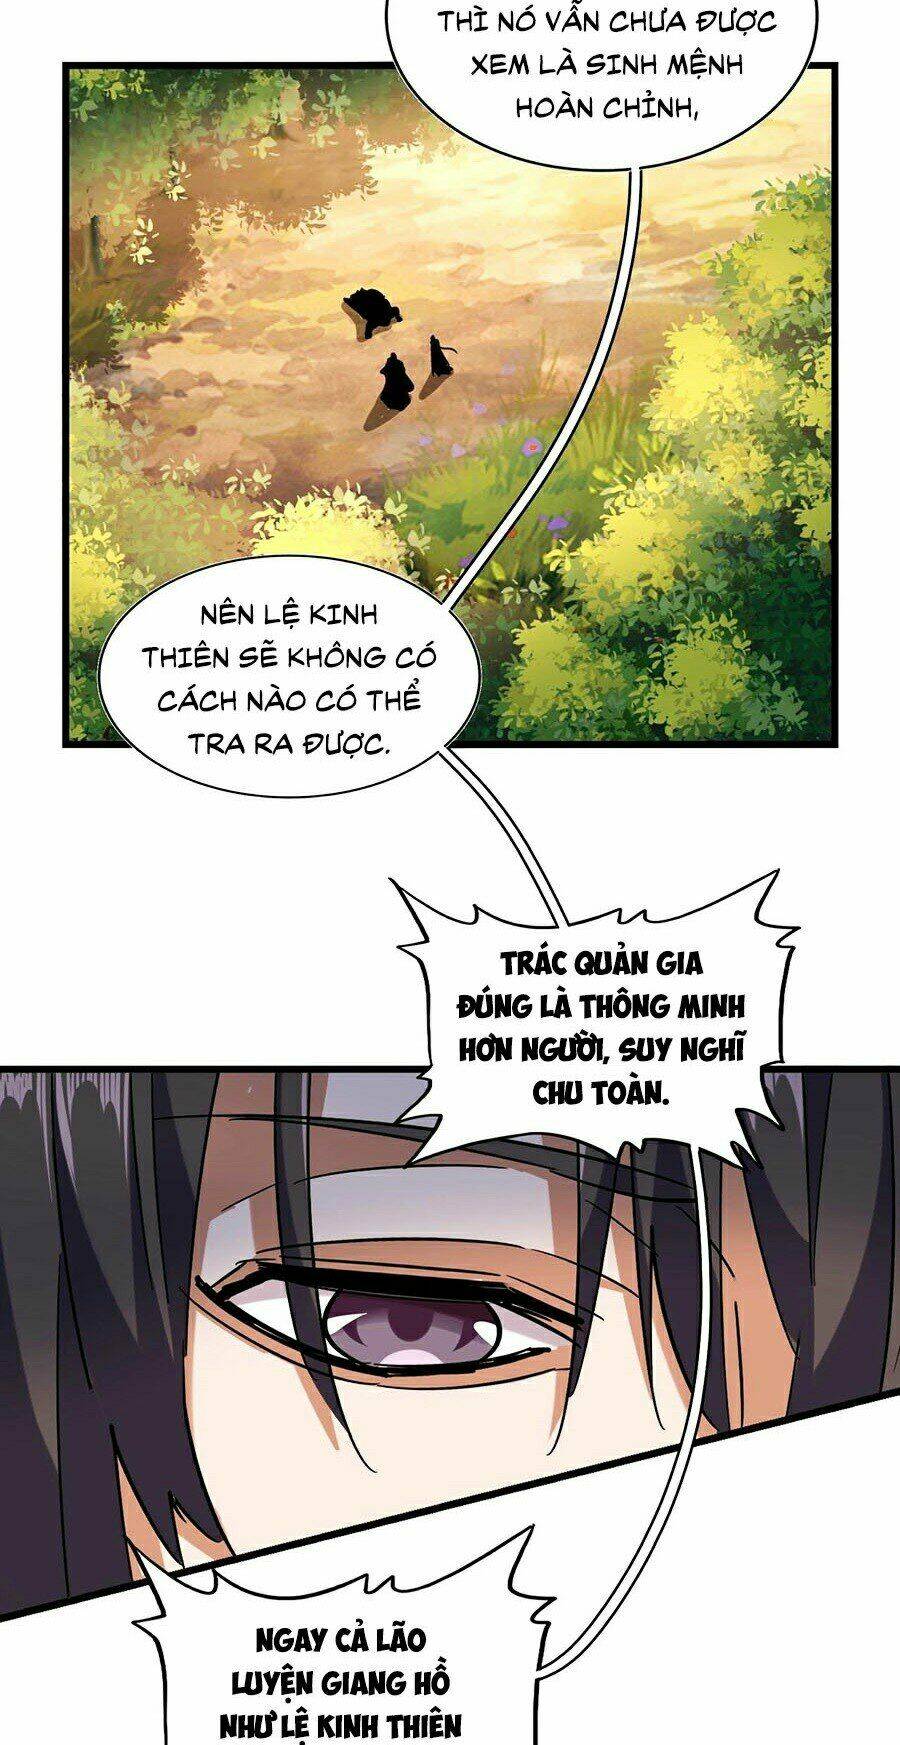 THÌ NÓ VẪN CHƯA ĐƯỢC
XEM LÀ SINH MỆNH
HOÀN CHỈNH,
NÊN LỆ KINH
THIÊN SẼ KHÔNG CÓ
CÁCH NÀO CÓ THỂ
TRA RA ĐƯỢC.
TRÁC QUẢN GIA
ĐÚNG LÀ THÔNG MINH
HƠN NGƯỜI, SUY NGHĨ
CHU TOÀN.
NGAY CẢ LÃO
LUYỆN GIANG HỒ
NHƯ LỆ KINH THIÊN